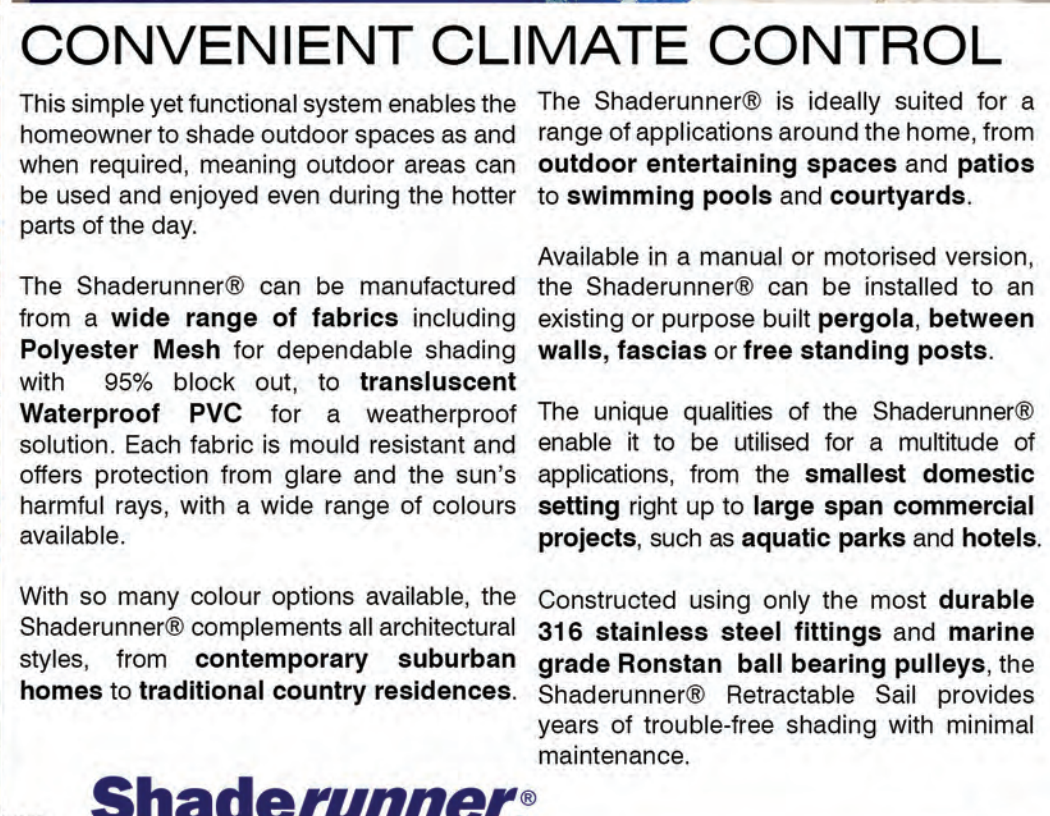 CONVENIENT CLIMATE CONTROL
This simple yet functional system enables the
homeowner to shade outdoor spaces as and
when required, meaning outdoor areas can
be used and enjoyed even during the hotter
parts of the day.
The Shaderunner® can be manufactured
from a wide range of fabrics including
Polyester Mesh for dependable shading
with 95% block out, to transluscent
Waterproof PVC for a weatherproof
solution. Each fabric is mould resistant and
offers protection from glare and the sun's
harmful rays, with a wide range of colours
available.
With so many colour options available, the
Shaderunner® complements all architectural
styles, from contemporary suburban
homes to traditional country residences.
The Shaderunner® is ideally suited for a
range of applications around the home, from
outdoor entertaining spaces and patios
to swimming pools and courtyards.
Available in a manual or motorised version,
the Shaderunner® can be installed to an
existing or purpose built pergola, between
walls, fascias or free standing posts.
The unique qualities of the Shaderunner®
enable it to be utilised for a multitude of
applications, from the smallest domestic
setting right up to large span commercial
projects, such as aquatic parks and hotels.
Constructed using only the most durable
316 stainless steel fittings and marine
grade Ronstan ball bearing pulleys, the
Shaderunner® Retractable Sail provides
years of trouble-free shading with minimal
maintenance.
Shaderunner®